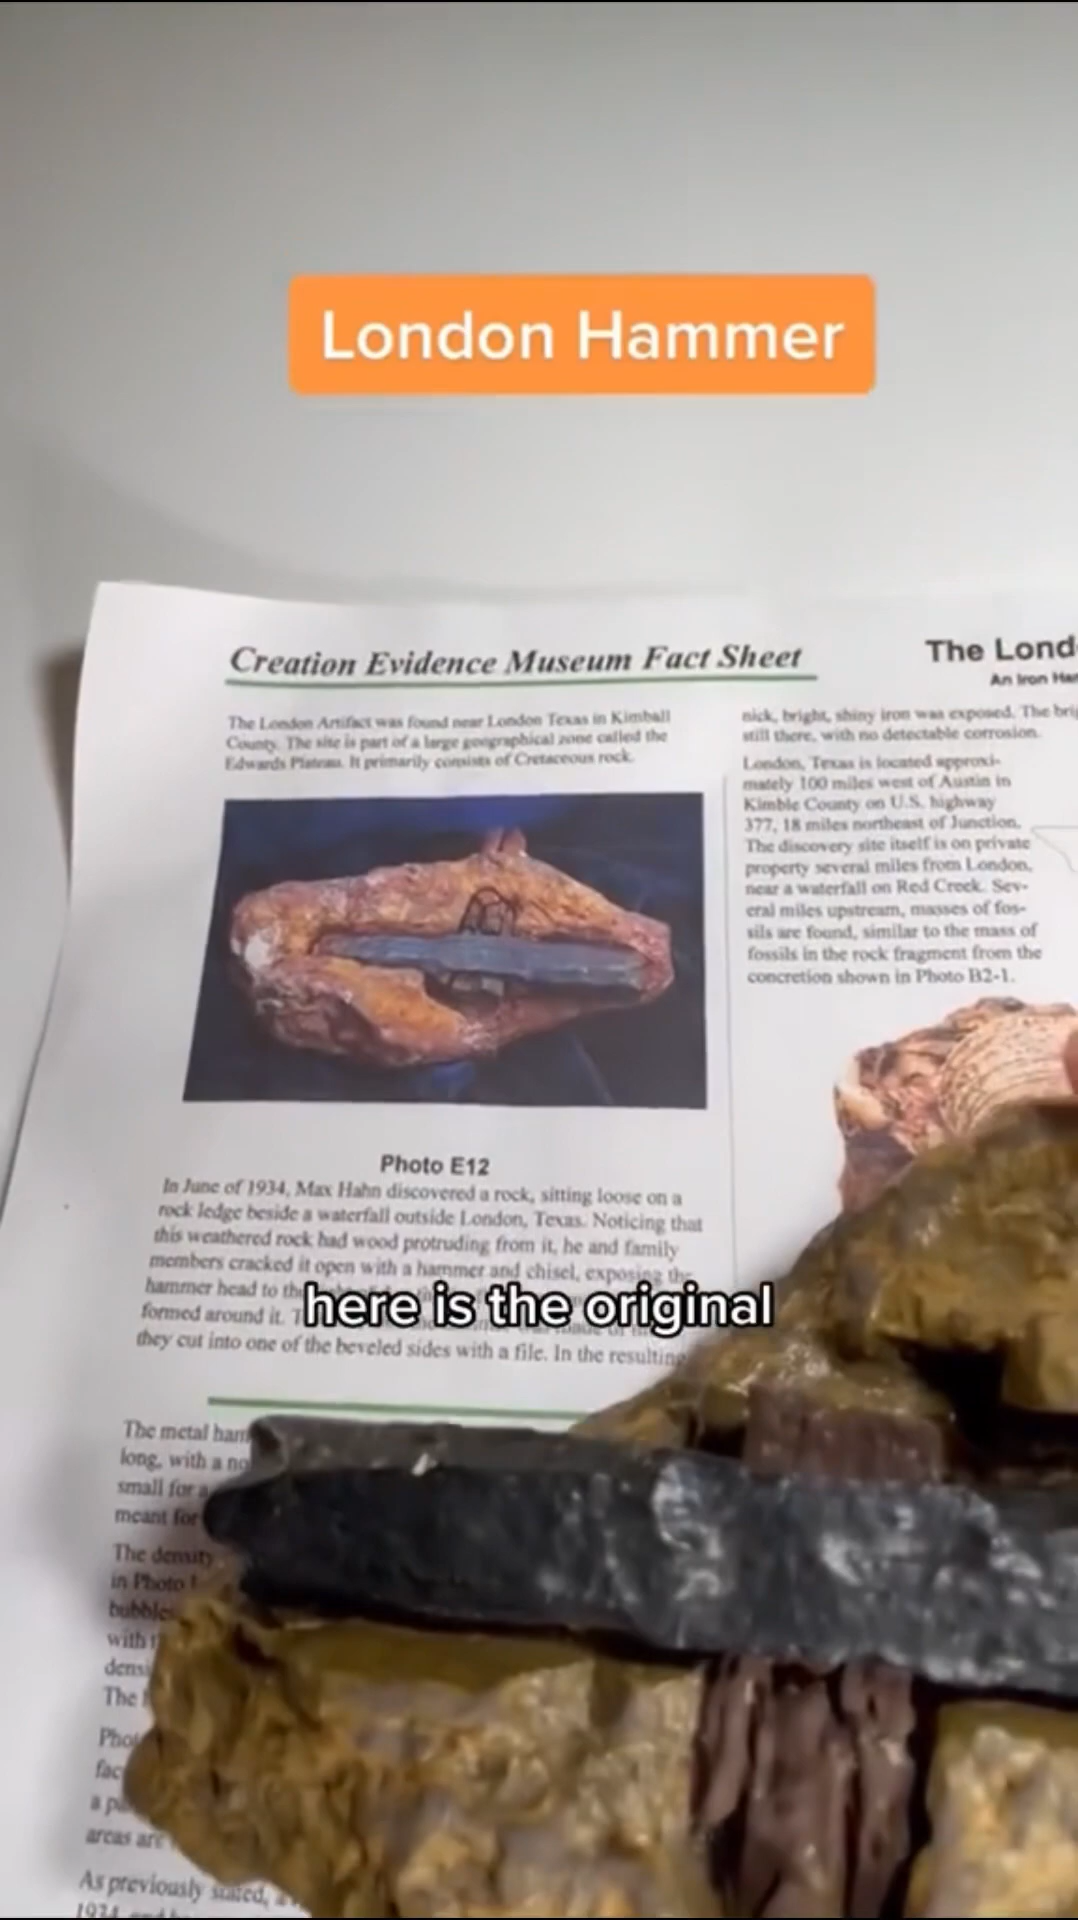 London Hammer
Creation Evidence Museum Fact Sheet
The Lond
An Iron Ham
The London Artifact was found near London Texas in Kimball
County. The site is part of a large geographical zone called the
Edwards Plateau. It primarily consists of Cretaceous rock.
Photo E12
In June of 1934, Max Hahn discovered a rock, sitting loose on a
rock ledge beside a waterfall outside London, Texas. Noticing that
this weathered rock had wood protruding from it, he and family
members cracked it open with a hammer and chisel, exposing the
hammer head to the
formed around it.
they cut into one of the beveled sides with a file. In the resulting
nick, bright, shiny iron was exposed. The
still there, with no detectable corrosion.
London, Texas is located approxi-
mately 100 miles west of Austin in
Kimble County on U.S. highway
377, 18 miles northeast of Junction.
The discovery site itself is on private
property several miles from London,
near a waterfall on Red Creek. Sev-
eral miles upstream, masses of fos-
sils are found, similar to the mass of
fossils in the rock fragment from the
concretion shown in Photo B2-1.
here is the original
The metal ham
long, with a no
small for a
meant for
The density
in Photo
bubbles
with
densi
The
Phot
fac
a p
areas are
As previously stated,
1934